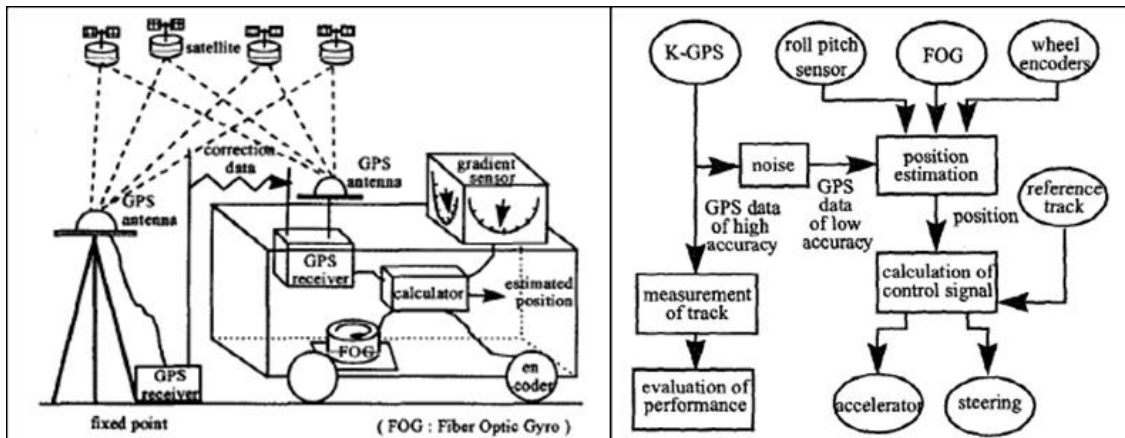 satellite
correction
data
GPS
antenna
gradient
sensor
GPS
antenna
GPS
receiver
calculator
estimated
position
FOG
en
coder
GPS
receiver
fixed point
( FOG : Fiber Optic Gyro )
K-GPS
roll pitch
sensor
FOG
wheel
encoders
noise
position
estimation
GPS data
of high
accuracy
GPS
data
of low
accuracy
position
reference
track
measurement
of track
calculation of
control signal
evaluation of
performance
accelerator
steering